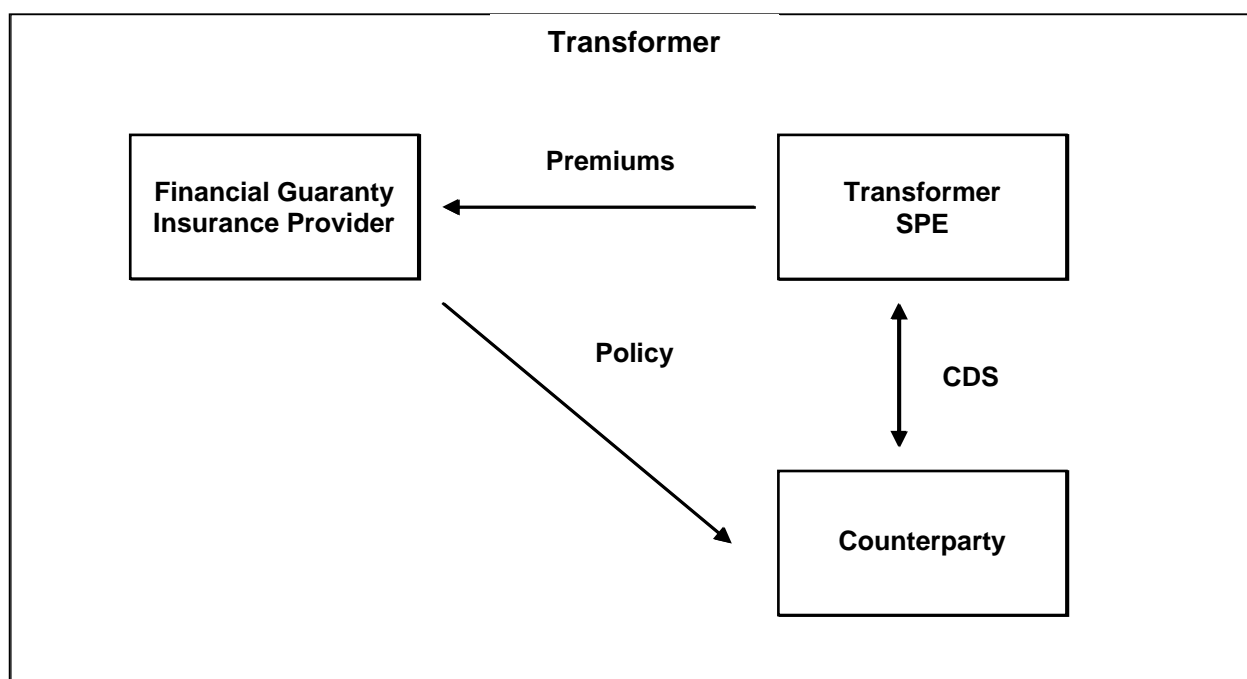 Transformer
Premiums
Financial Guaranty
Insurance Provider
Transformer
SPE
Policy
CDS
Counterparty